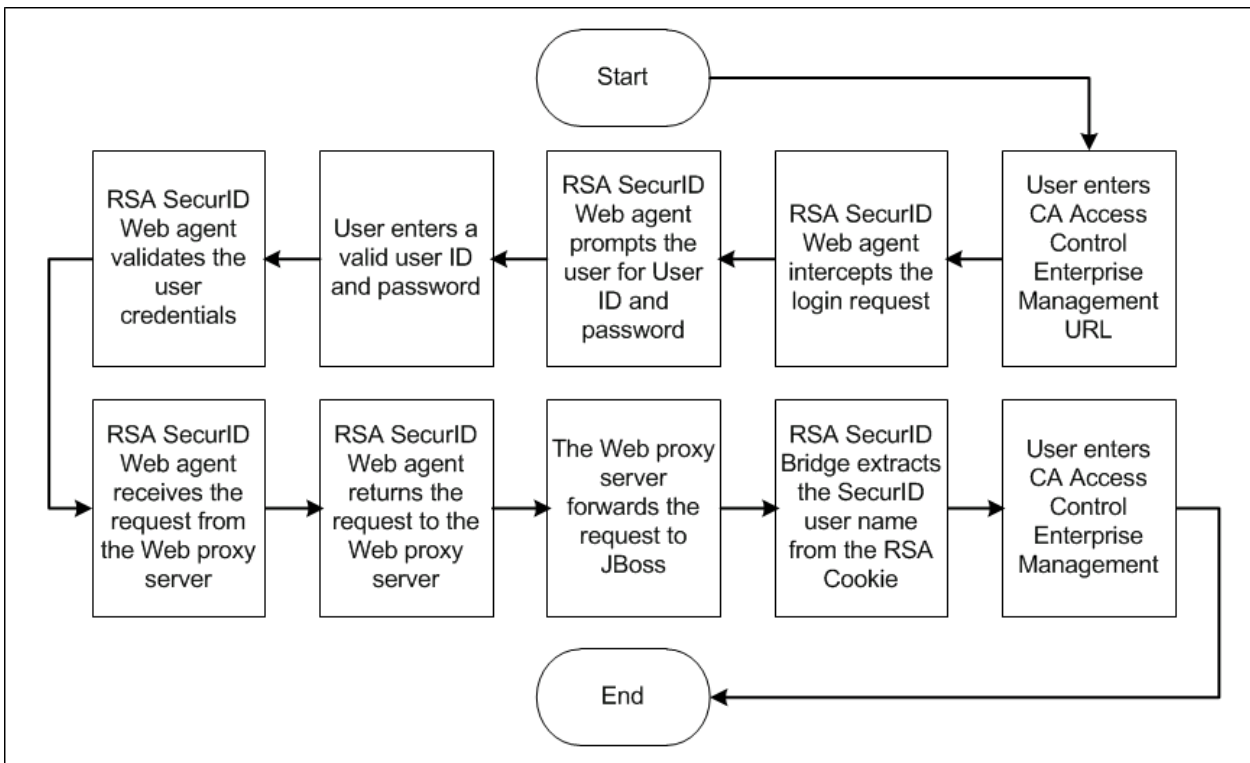 Start
User enters
CA Access
Control
Enterprise
Management
URL
RSA SecurID
Web agent
intercepts the
login request
RSA SecurID
Web agent
prompts the
user for User
ID and
password
User enters a
valid user ID
and password
RSA SecurID
Web agent
validates the
user
credentials
RSA SecurID
Web agent
receives the
request from
the Web proxy
server
RSA SecurID
Web agent
returns the
request to the
Web proxy
server
The Web proxy
server
forwards the
request to
JBoss
RSA SecurID
Bridge extracts
the SecurID
user name
from the RSA
Cookie
User enters
CA Access
Control
Enterprise
Management
End